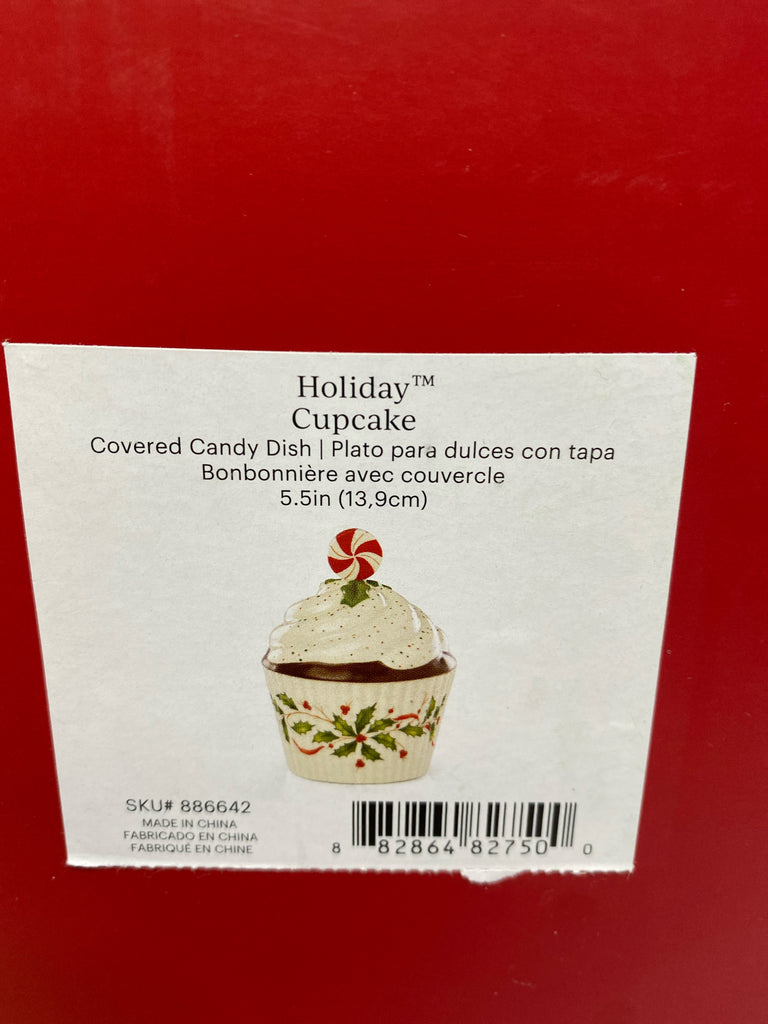 Holiday™
Cupcake
Covered Candy Dish | Plato para dulces con tapa
Bonbonnière avec couvercle
5.5in (13,9cm)
SKU# 886642
MADE IN CHINA
FABRICADO EN CHINA
FABRIQUÉ EN CHINE
8 82864 82750 0